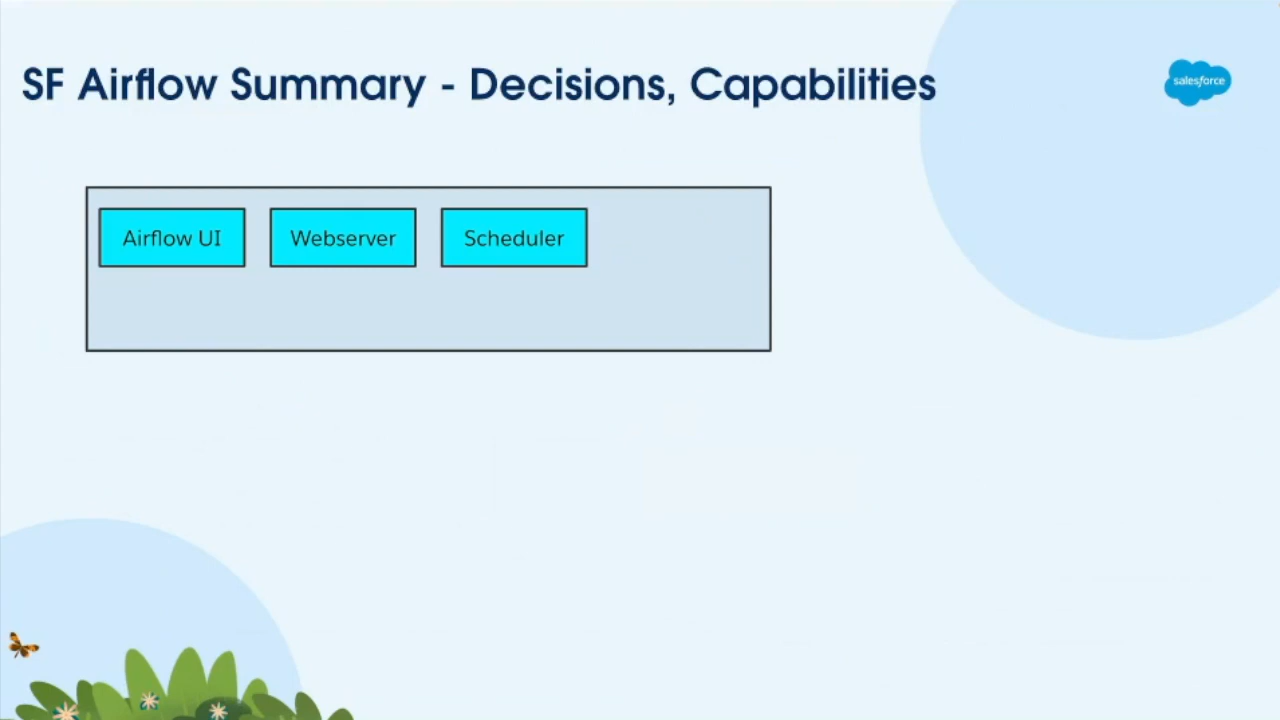 SF Airflow Summary - Decisions, Capabilities
salesforce
Airflow UI
Webserver
Scheduler